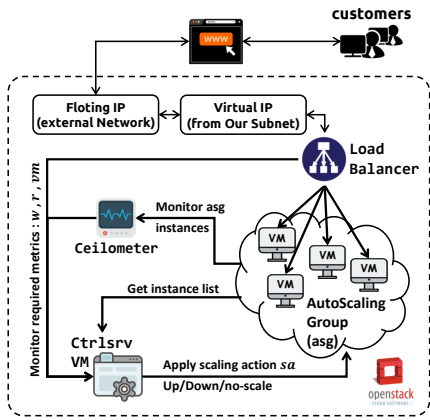 customers
www
Floting IP
(external Network)
Virtual IP
(from Our Subnet)
Load
Balancer
Monitor required metrics : w , r , vm
Monitor asg
instances
Ceilometer
VM
VM
VM
VM
AutoScaling
Group
(asg)
Get instance list
Ctrlsrv
VM
Apply scaling action sa
Up/Down/no-scale
openstack
CLOUD SOFTWARE